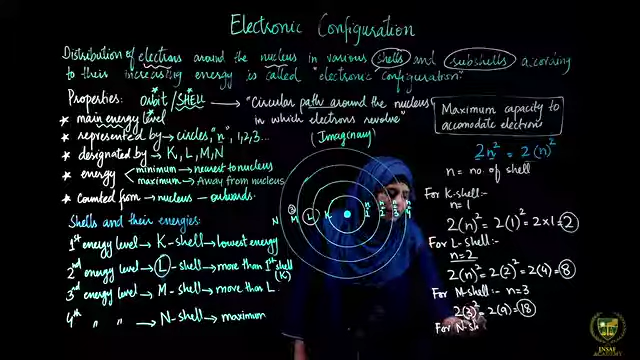 Electronic Configuration
Distribution of electrons around the nucleus in various shells and subshells according
to their increasing energy is called "electronic configuration"
Properties: orbit/SHELL → "Circular path around the nucleus
in which electrons revolve"
(Imaginary)
* main energy level
* represented by → circles, "n", 1, 2, 3...
* designated by → K, L, M, N
* energy minimum → nearest to nucleus
maximum → Away from nucleus
* counted from → nucleus – outwards.
N M L K
n 1 2 3 4
Shells and their energies:
1st energy level → K-shell → lowest energy
2nd energy level → L-shell → more than 1st shell
(K)
3rd energy level → M-shell → more than L.
4th " " → N-shell → maximum
Maximum capacity to
accomodate electrons
2n² = 2(n)²
n = no. of shell
For K-shell:-
n=1
2(n)² = 2(1)² = 2x1 = 2
For L-shell:-
n=2
2(n)² = 2(2)² = 2(4) = 8
For M-shell:- n=3
2(3)² = 2(9) = 18
For N-sh
INSAF
ACADEMY